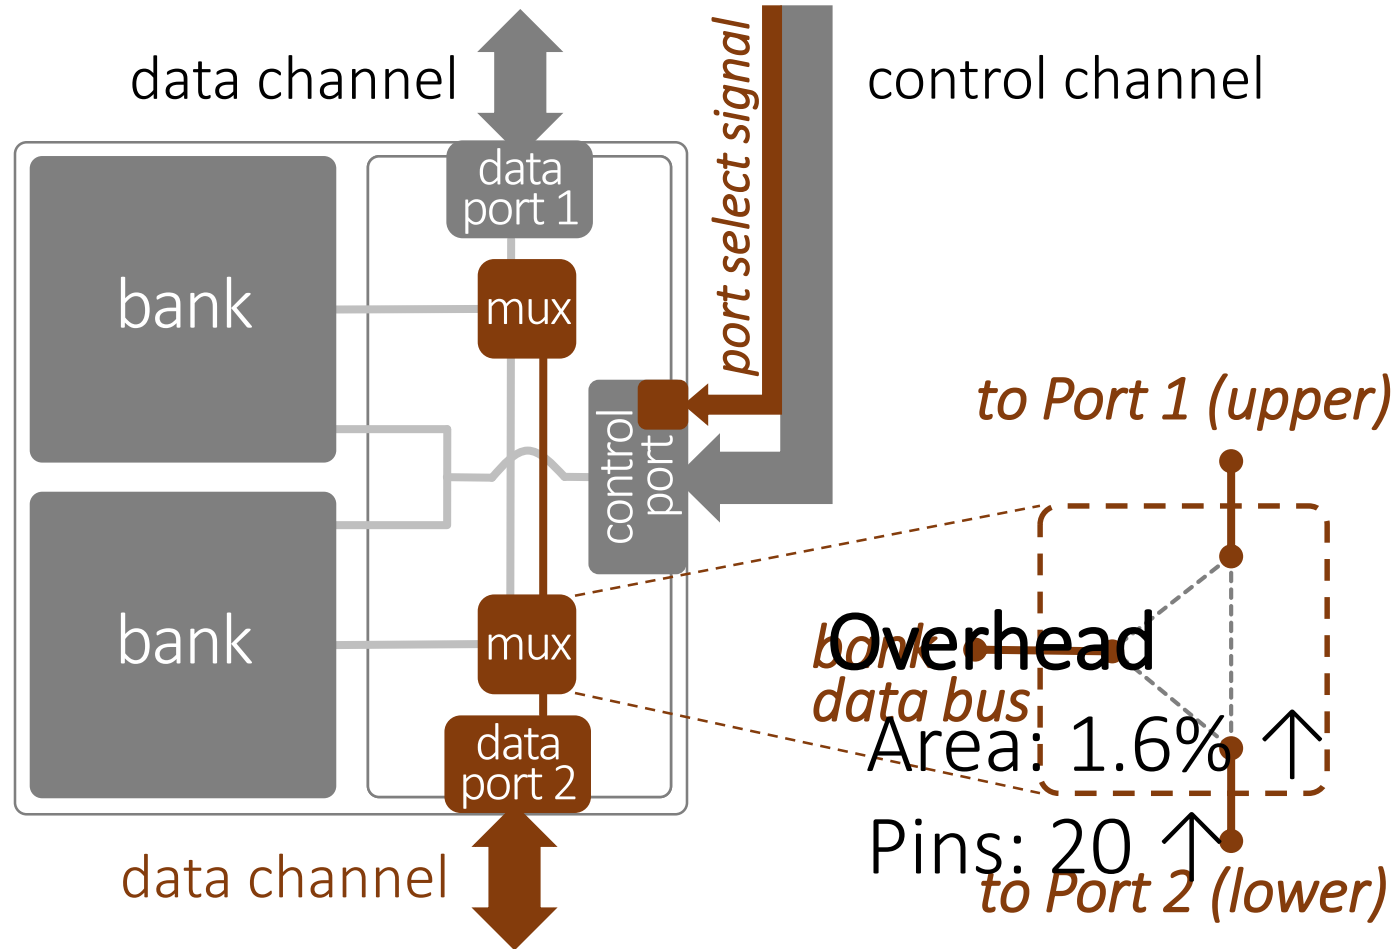 data channel
control channel
port select signal
data
port 1
bank
mux
to Port 1 (upper)
control
port
bank
mux
bank
data bus
Overhead
Area: 1.6% ↑
Pins: 20 ↑
data
port 2
data channel
to Port 2 (lower)